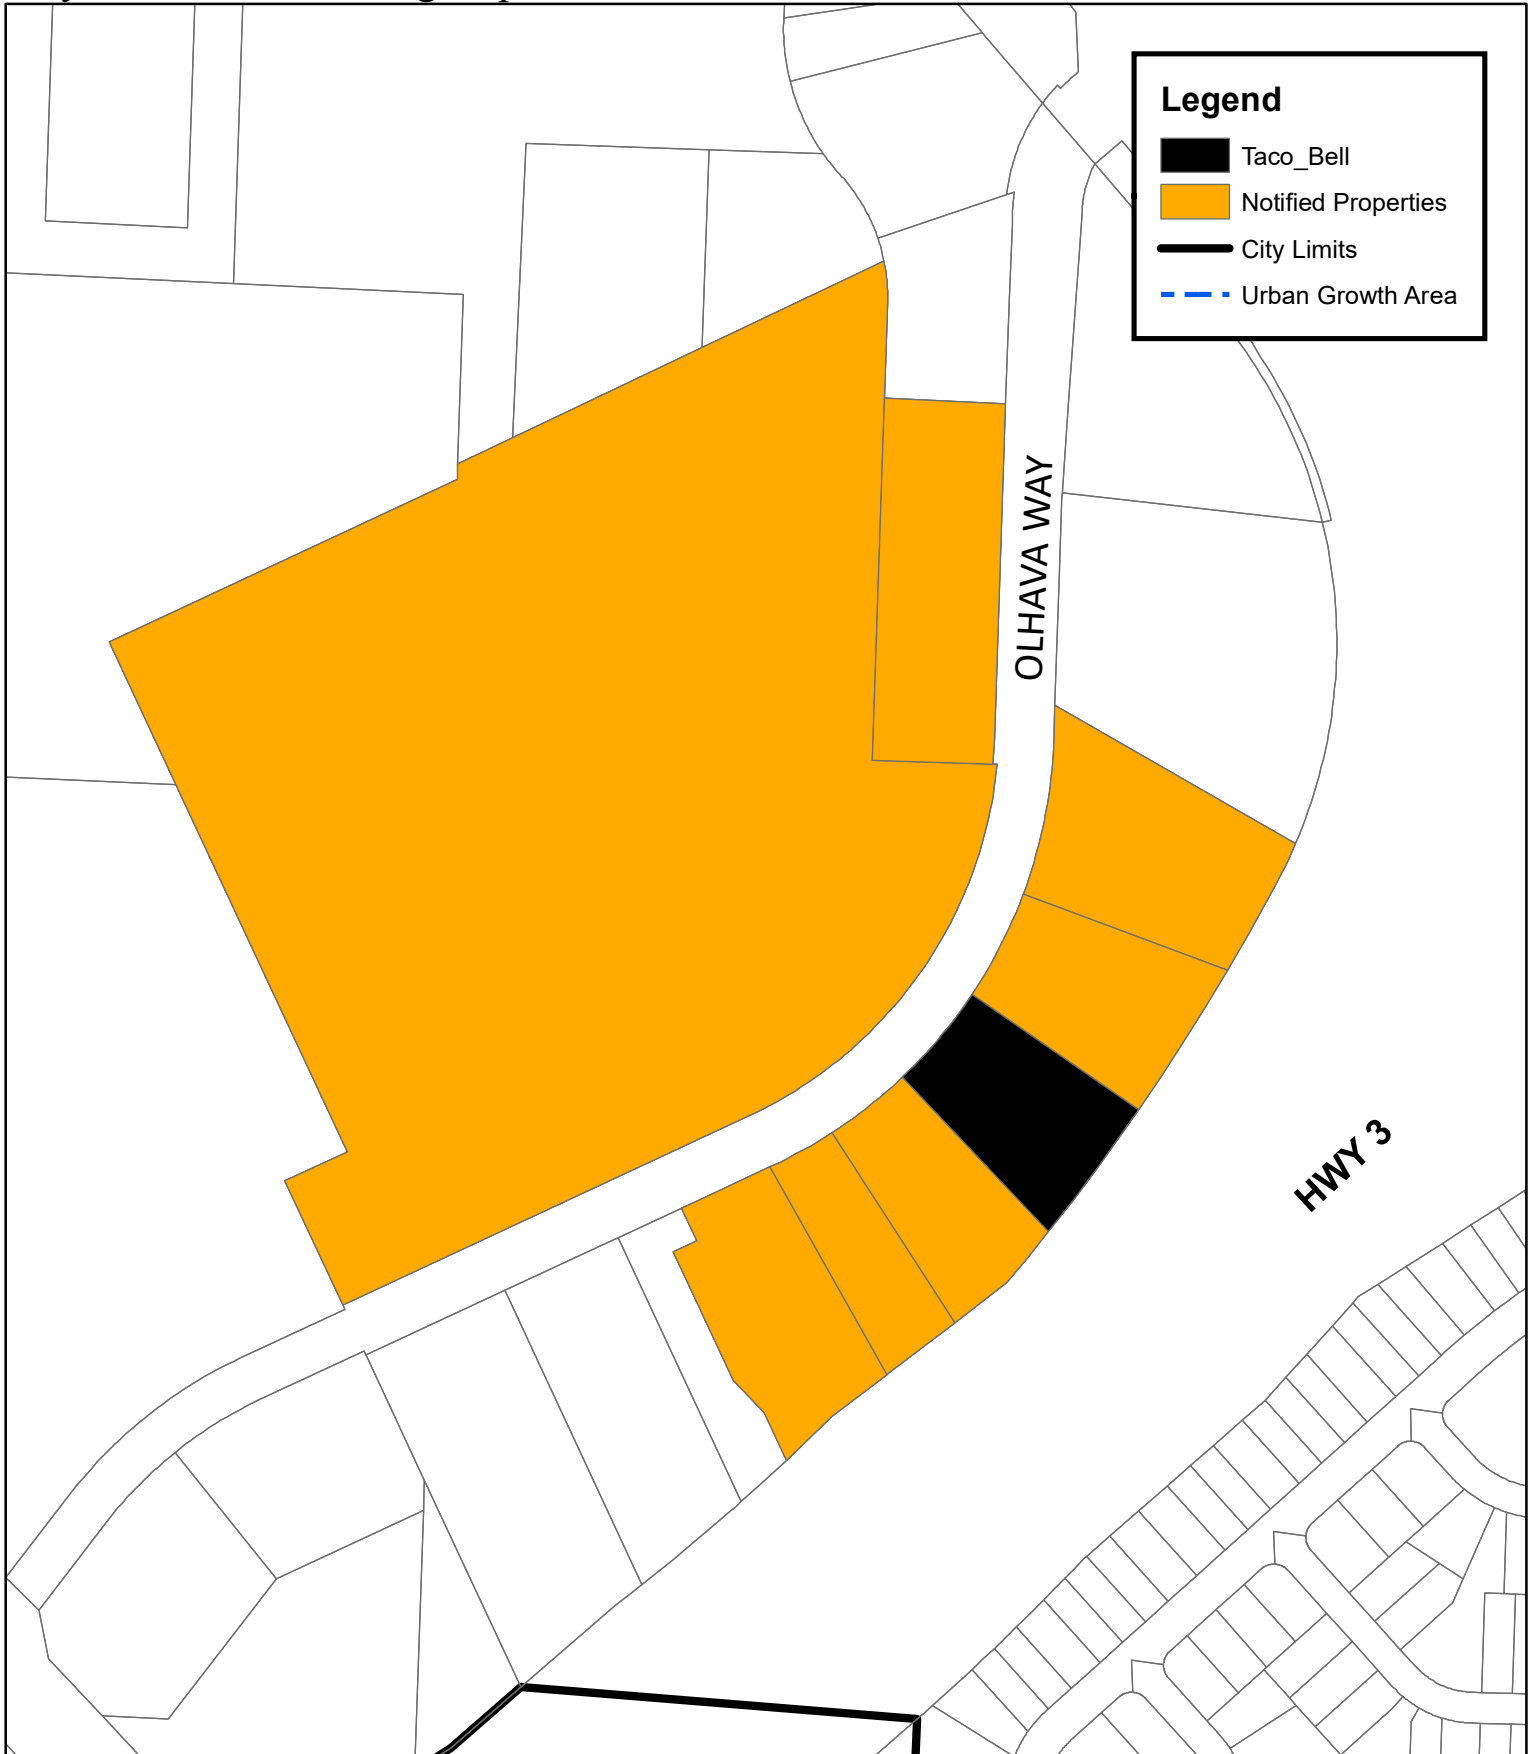 Legend
Taco_Bell
Notified Properties
City Limits
Urban Growth Area
OLHAVA WAY
HWY 3